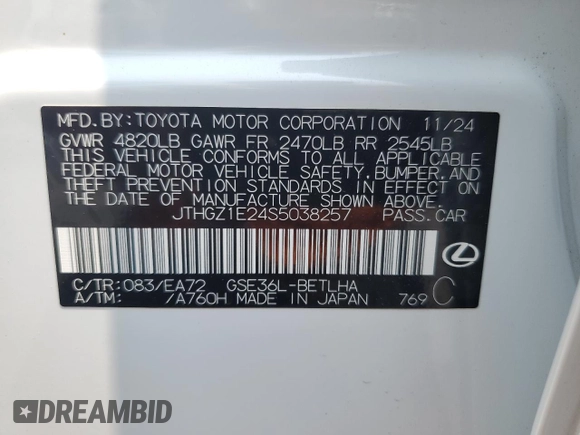 MFD.BY:TOYOTA MOTOR CORPORATION 11/24
GVWR 4820LB GAWR FR 2470LB RR 2545LB
THIS VEHICLE CONFORMS TO ALL APPLICABLE
FEDERAL MOTOR VEHICLE SAFETY,BUMPER,AND
THEFT PREVENTION STANDARDS IN EFFECT ON
THE DATE OF MANUFACTURE SHOWN ABOVE.
JTHGZ1E24S5038257 PASS.CAR
C/TR:083/EA72 GSE36L-BETLHA
A/TM: /A760H MADE IN JAPAN 769 C
DREAMBID